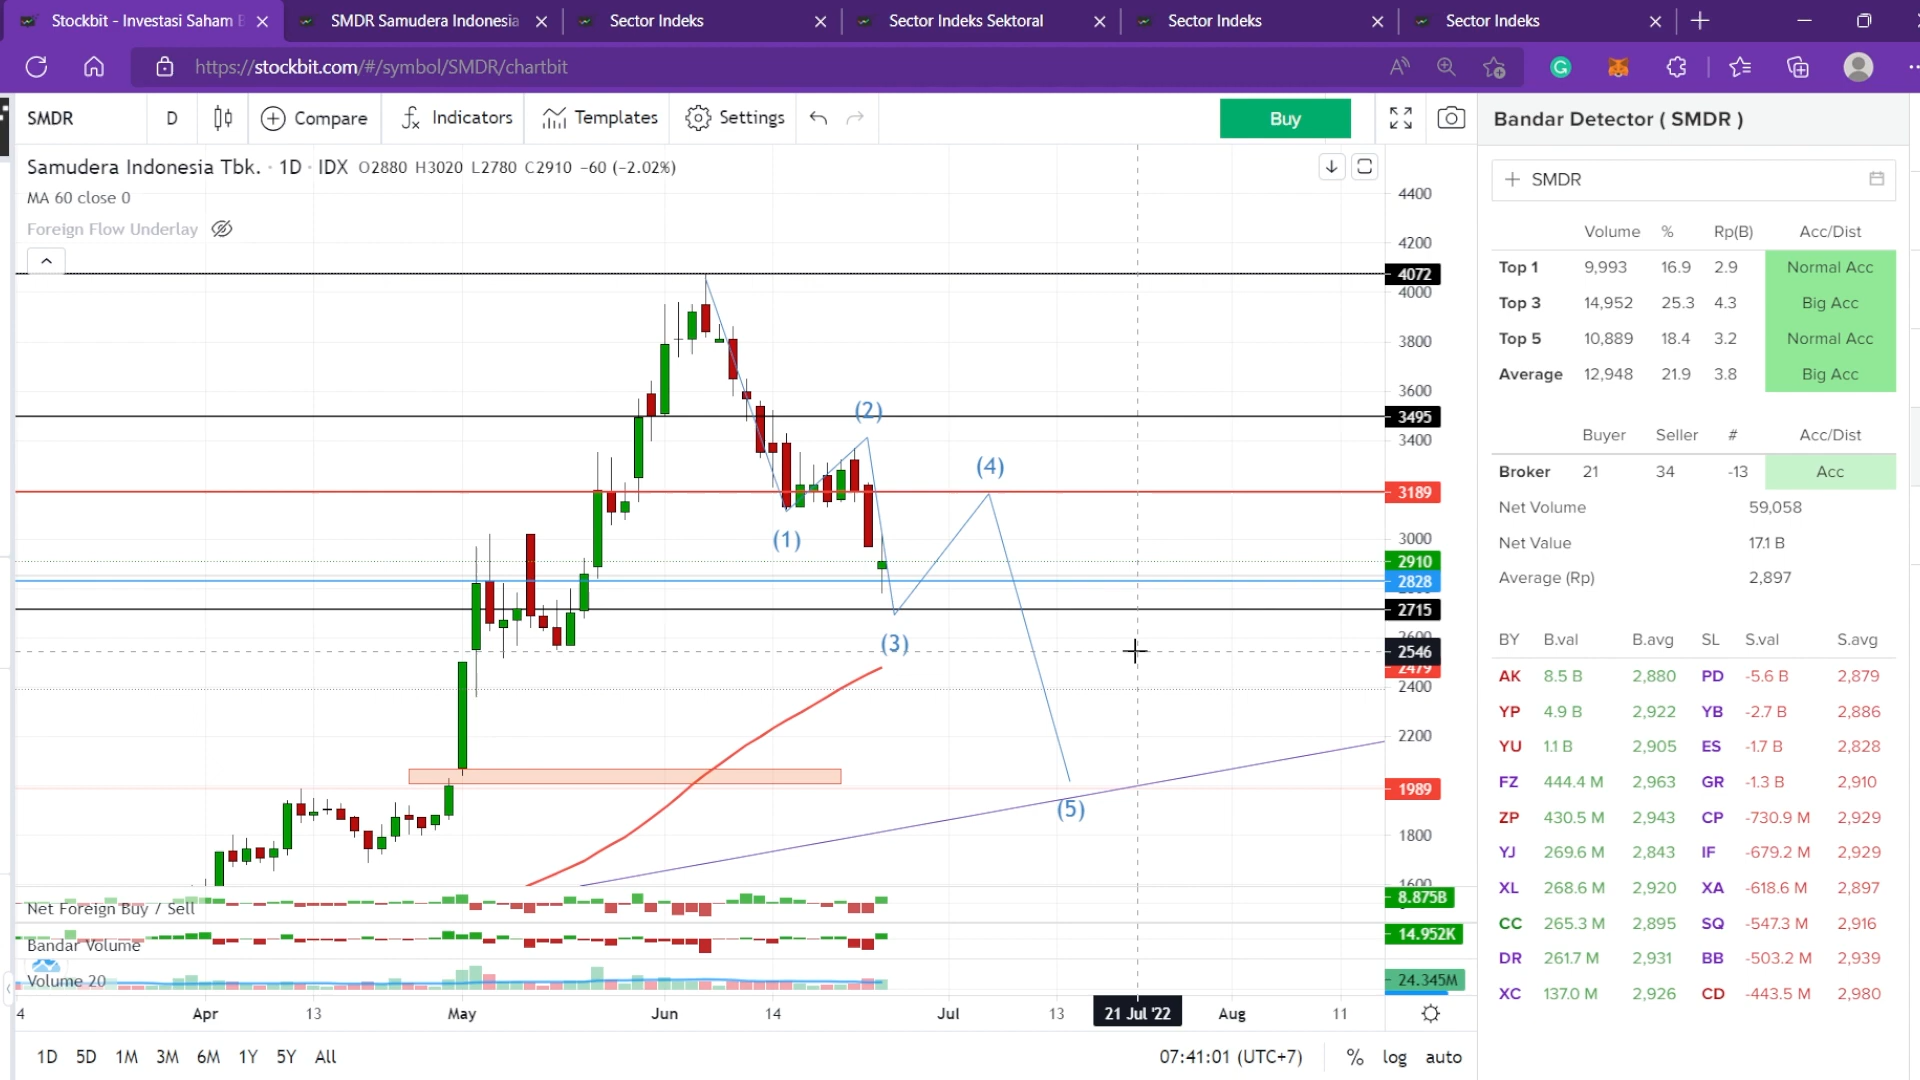 Stockbit - Investasi Saham B
SMDR Samudera Indonesia
Sector Indeks
Sector Indeks Sektoral
Sector Indeks
Sector Indeks
https://stockbit.com/#/symbol/SMDR/chartbit
SMDR D Compare Indicators Templates Settings Buy
Samudera Indonesia Tbk. · 1D · IDX O2880 H3020 L2780 C2910 −60 (−2.02%)
MA 60 close 0
Foreign Flow Underlay
4400
4200
4072
4000
3800
3600
3495
3400
3189
3000
2910
2828
2715
2600
2546
2479
2400
2200
1989
1800
1600
(2)
(4)
(1)
(3)
(5)
Net Foreign Buy / Sell 8.875B
Bandar Volume 14.952K
Volume 20 24.345M
4 Apr 13 May Jun 14 Jul 13 21 Jul '22 Aug 11
1D 5D 1M 3M 6M 1Y 5Y All 07:41:01 (UTC+7) % log auto
Bandar Detector ( SMDR )
SMDR
Volume % Rp(B) Acc/Dist
Top 1 9,993 16.9 2.9 Normal Acc
Top 3 14,952 25.3 4.3 Big Acc
Top 5 10,889 18.4 3.2 Normal Acc
Average 12,948 21.9 3.8 Big Acc
Buyer Seller # Acc/Dist
Broker 21 34 -13 Acc
Net Volume 59,058
Net Value 17.1 B
Average (Rp) 2,897
BY B.val B.avg SL S.val S.avg
AK 8.5 B 2,880 PD -5.6 B 2,879
YP 4.9 B 2,922 YB -2.7 B 2,886
YU 1.1 B 2,905 ES -1.7 B 2,828
FZ 444.4 M 2,963 GR -1.3 B 2,910
ZP 430.5 M 2,943 CP -730.9 M 2,929
YJ 269.6 M 2,843 IF -679.2 M 2,929
XL 268.6 M 2,920 XA -618.6 M 2,897
CC 265.3 M 2,895 SQ -547.3 M 2,916
DR 261.7 M 2,931 BB -503.2 M 2,939
XC 137.0 M 2,926 CD -443.5 M 2,980